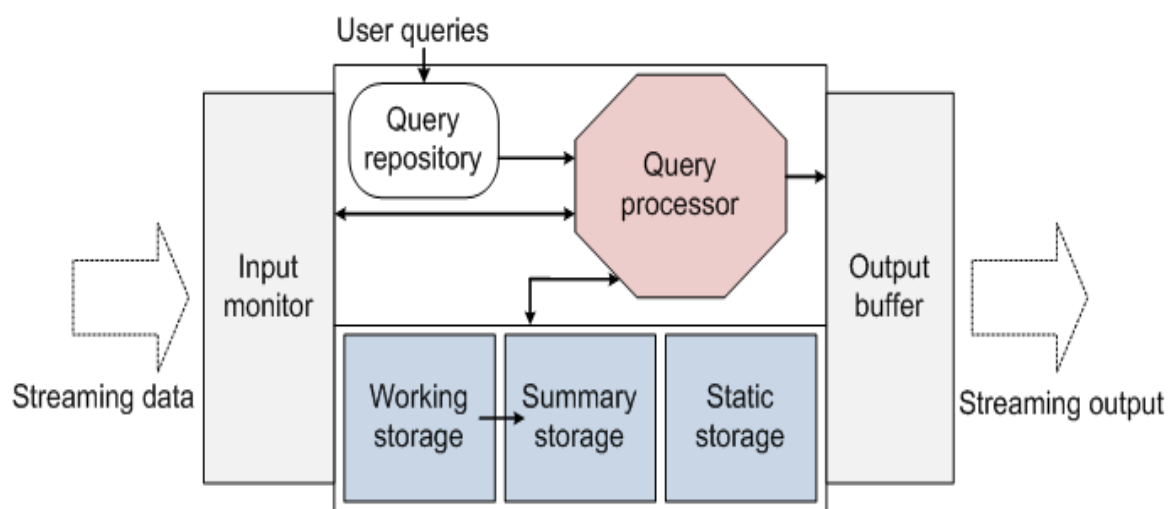 User queries
Query
repository
Query
processor
Input
monitor
Output
buffer
Streaming data
Working
storage
Summary
storage
Static
storage
Streaming output